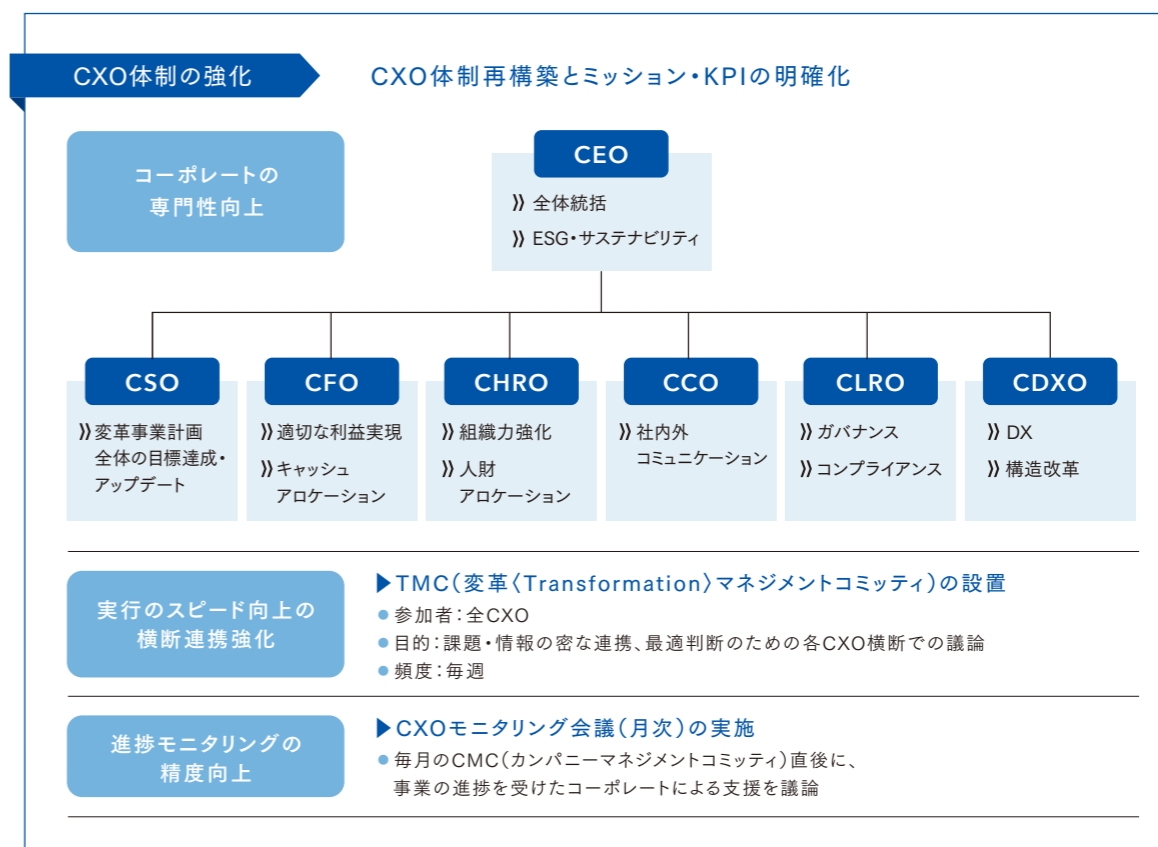 CXO体制の強化
CXO体制再構築とミッション・KPIの明確化
コーポレートの
専門性向上
CEO
》全体統括
》ESG・サステナビリティ
CSO
》変革事業計画
全体の目標達成・
アップデート
CFO
》適切な利益実現
》キャッシュ
アロケーション
CHRO
》組織力強化
》人財
アロケーション
CCO
》社内外
コミュニケーション
CLRO
》ガバナンス
》コンプライアンス
CDXO
》DX
》構造改革
実行のスピード向上の
横断連携強化
▶TMC（変革〈Transformation〉マネジメントコミッティ）の設置
●参加者：全CXO
●目的：課題・情報の密な連携、最適判断のための各CXO横断での議論
●頻度：毎週
進捗モニタリングの
精度向上
▶CXOモニタリング会議（月次）の実施
●毎月のCMC（カンパニーマネジメントコミッティ）直後に、
事業の進捗を受けたコーポレートによる支援を議論